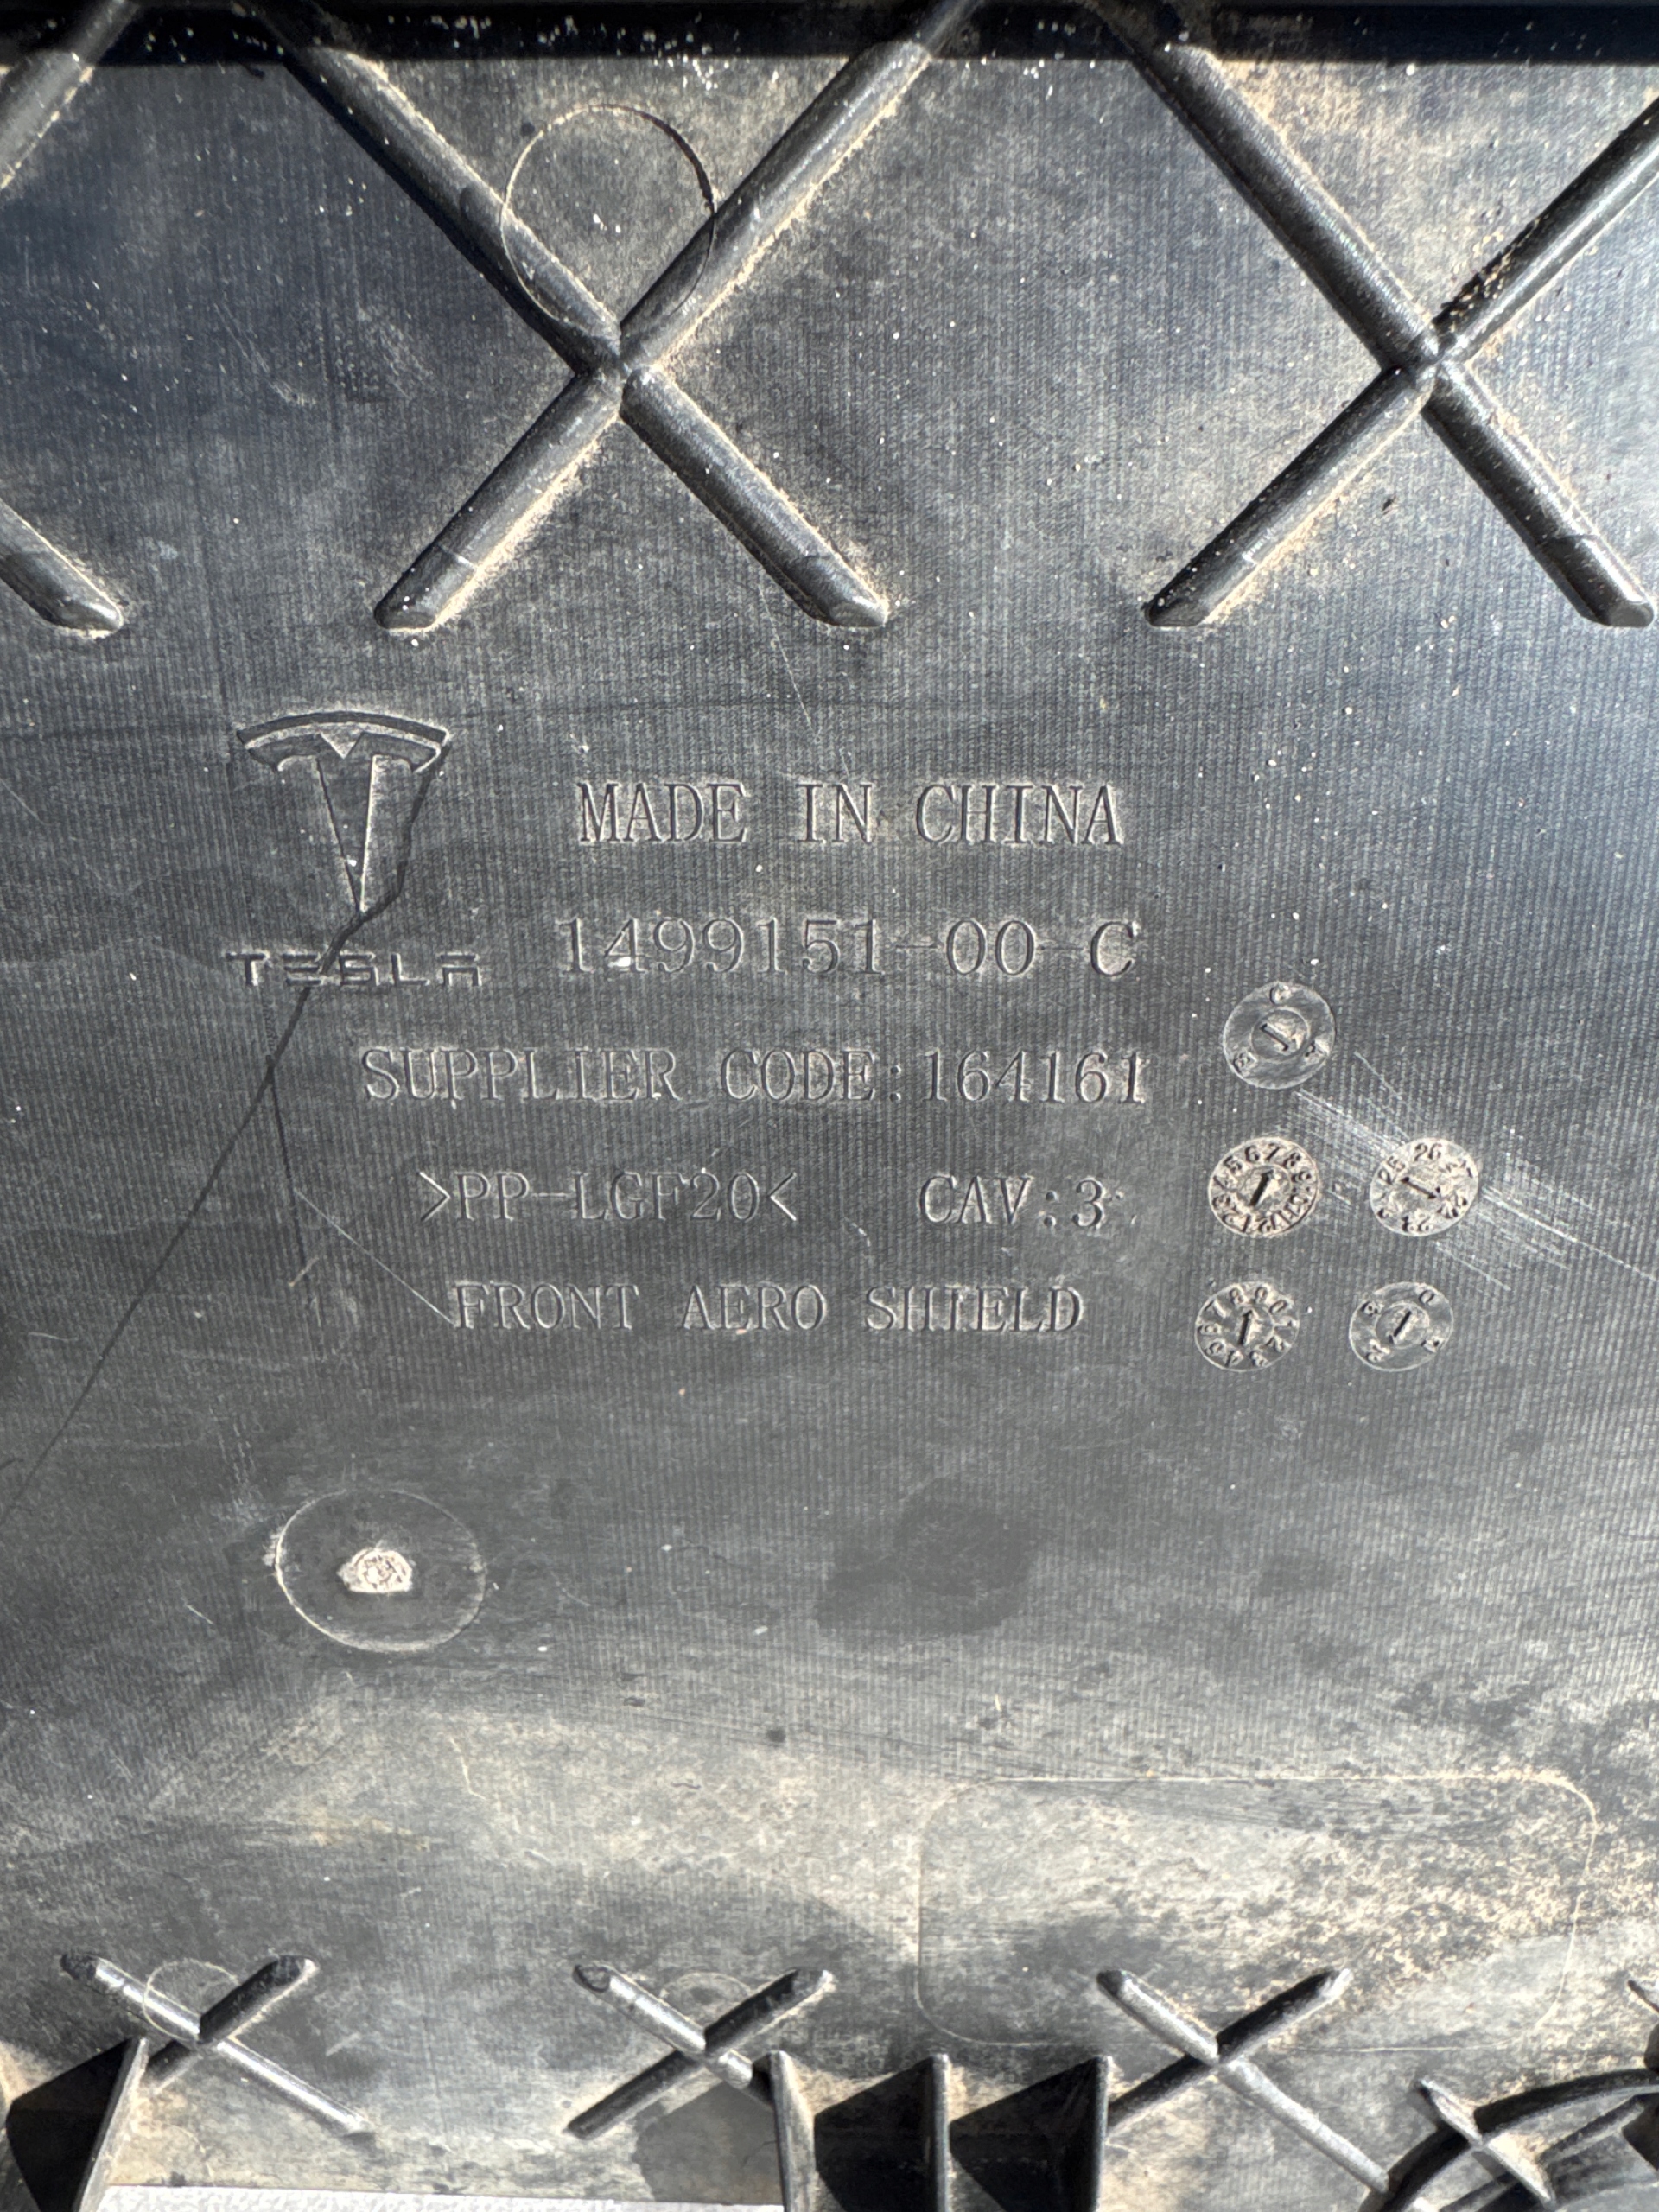 MADE IN CHINA
TESLA 1499151-00-C
SUPPLIER CODE:164161
>PP-LGF20< CAV:3
FRONT AERO SHIELD